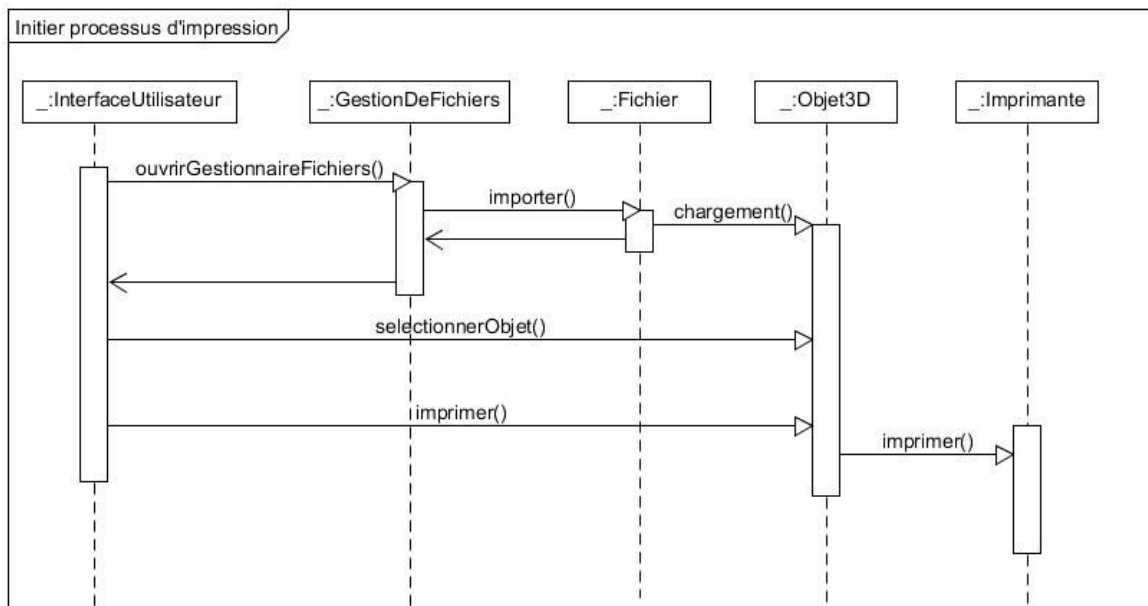 Initier processus d'impression
_:InterfaceUtilisateur
_:GestionDeFichiers
_:Fichier
_:Objet3D
_:Imprimante
ouvrirGestionnaireFichiers()
importer()
chargement()
selectionnerObjet()
imprimer()
imprimer()